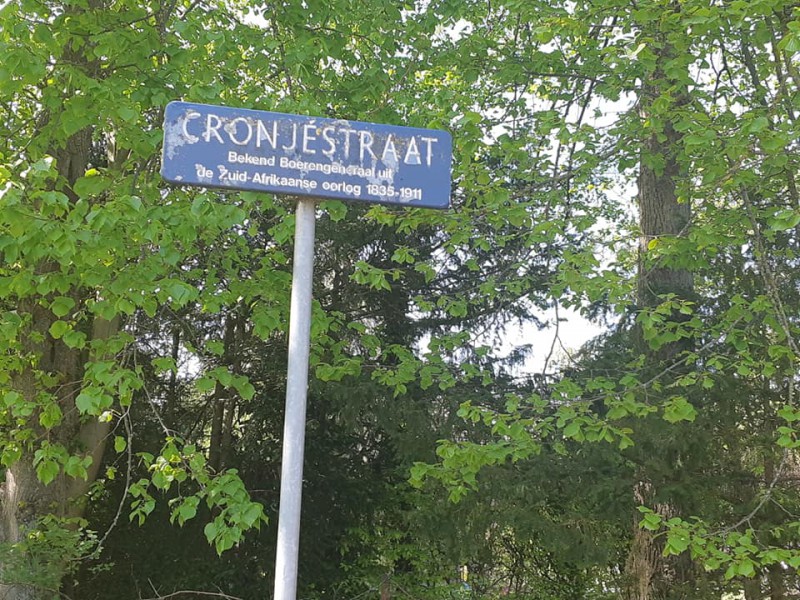 CRONJÉSTRAAT
Bekend Boerengeneraal uit
de Zuid-Afrikaanse oorlog 1835-1911